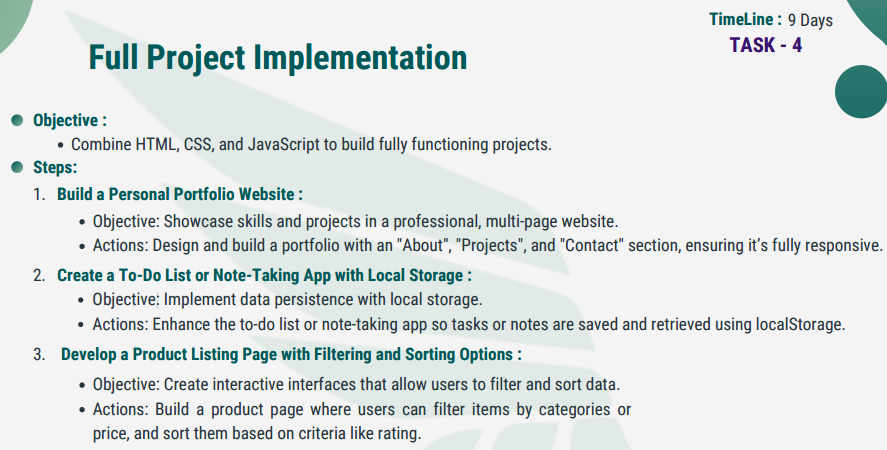 TimeLine : 9 Days
TASK - 4
Full Project Implementation
Objective :
• Combine HTML, CSS, and JavaScript to build fully functioning projects.
Steps:
1. Build a Personal Portfolio Website :
• Objective: Showcase skills and projects in a professional, multi-page website.
• Actions: Design and build a portfolio with an "About", "Projects", and "Contact" section, ensuring it's fully responsive.
2. Create a To-Do List or Note-Taking App with Local Storage :
• Objective: Implement data persistence with local storage.
• Actions: Enhance the to-do list or note-taking app so tasks or notes are saved and retrieved using localStorage.
3. Develop a Product Listing Page with Filtering and Sorting Options :
• Objective: Create interactive interfaces that allow users to filter and sort data.
• Actions: Build a product page where users can filter items by categories or
price, and sort them based on criteria like rating.